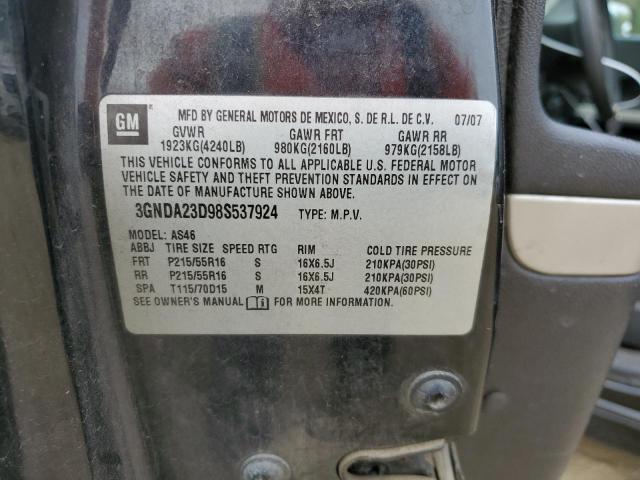 GM
MFD BY GENERAL MOTORS DE MEXICO, S. DE R.L. DE C.V. 07/07
GVWR GAWR FRT GAWR RR
1923KG(4240LB) 980KG(2160LB) 979KG(2158LB)
THIS VEHICLE CONFORMS TO ALL APPLICABLE U.S. FEDERAL MOTOR
VEHICLE SAFETY AND THEFT PREVENTION STANDARDS IN EFFECT ON
THE DATE OF MANUFACTURE SHOWN ABOVE.
3GNDA23D98S537924 TYPE: M.P.V.
MODEL: AS46
ABBJ TIRE SIZE SPEED RTG RIM COLD TIRE PRESSURE
FRT P215/55R16 S 16X6.5J 210KPA(30PSI)
RR P215/55R16 S 16X6.5J 210KPA(30PSI)
SPA T115/70D15 M 15X4T 420KPA(60PSI)
SEE OWNER'S MANUAL FOR MORE INFORMATION.